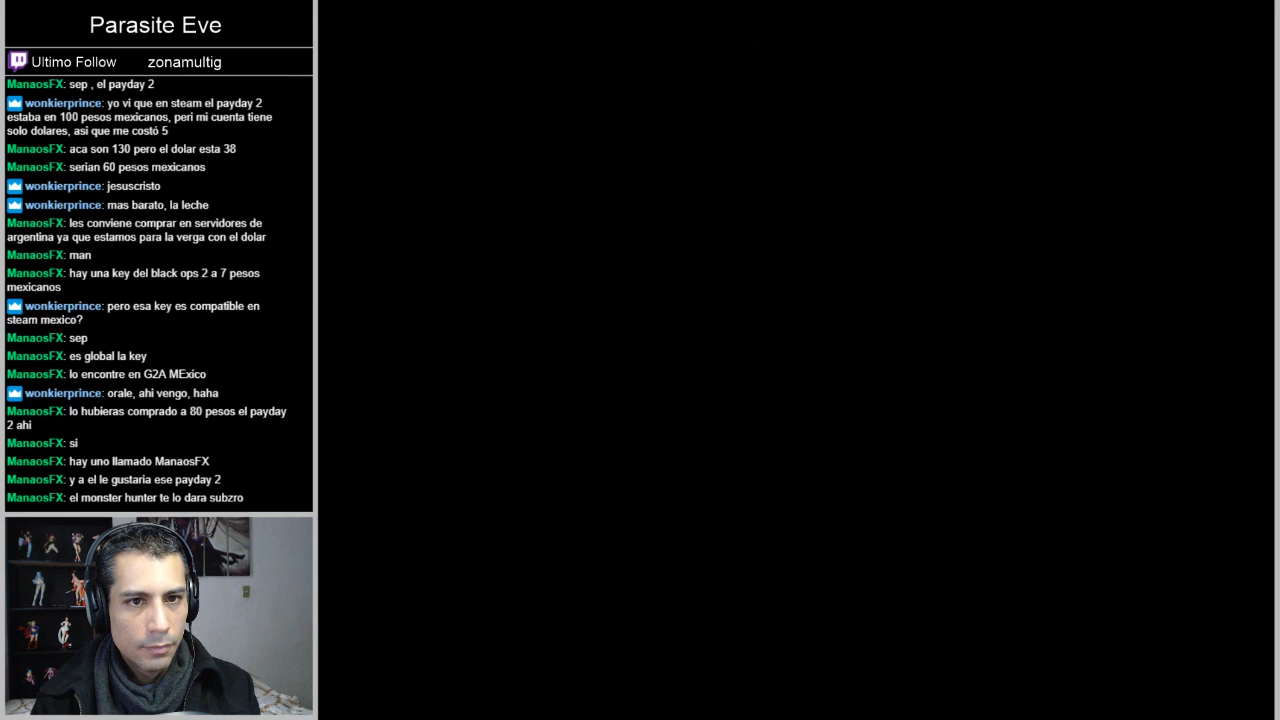 Parasite Eve
Ultimo Follow zonamultig
ManaosFX: sep , el payday 2
wonkierprince: yo vi que en steam el payday 2
estaba en 100 pesos mexicanos, peri mi cuenta tiene
solo dolares, asi que me costó 5
ManaosFX: aca son 130 pero el dolar esta 38
ManaosFX: serian 60 pesos mexicanos
wonkierprince: jesuscristo
wonkierprince: mas barato, la leche
ManaosFX: les conviene comprar en servidores de
argentina ya que estamos para la verga con el dolar
ManaosFX: man
ManaosFX: hay una key del black ops 2 a 7 pesos
mexicanos
wonkierprince: pero esa key es compatible en
steam mexico?
ManaosFX: sep
ManaosFX: es global la key
ManaosFX: lo encontre en G2A MExico
wonkierprince: orale, ahi vengo, haha
ManaosFX: lo hubieras comprado a 80 pesos el payday
2 ahi
ManaosFX: si
ManaosFX: hay uno llamado ManaosFX
ManaosFX: y a el le gustaria ese payday 2
ManaosFX: el monster hunter te lo dara subzro